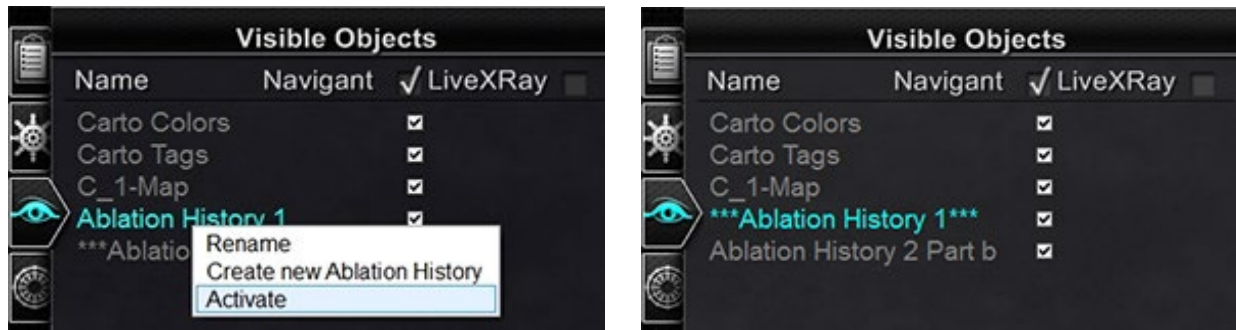 Visible Objects
Name Navigant LiveXRay
Carto Colors
Carto Tags
C_1-Map
Ablation History 1
***Ablatio
Rename
Create new Ablation History
Activate
Visible Objects
Name Navigant LiveXRay
Carto Colors
Carto Tags
C_1-Map
***Ablation History 1***
Ablation History 2 Part b